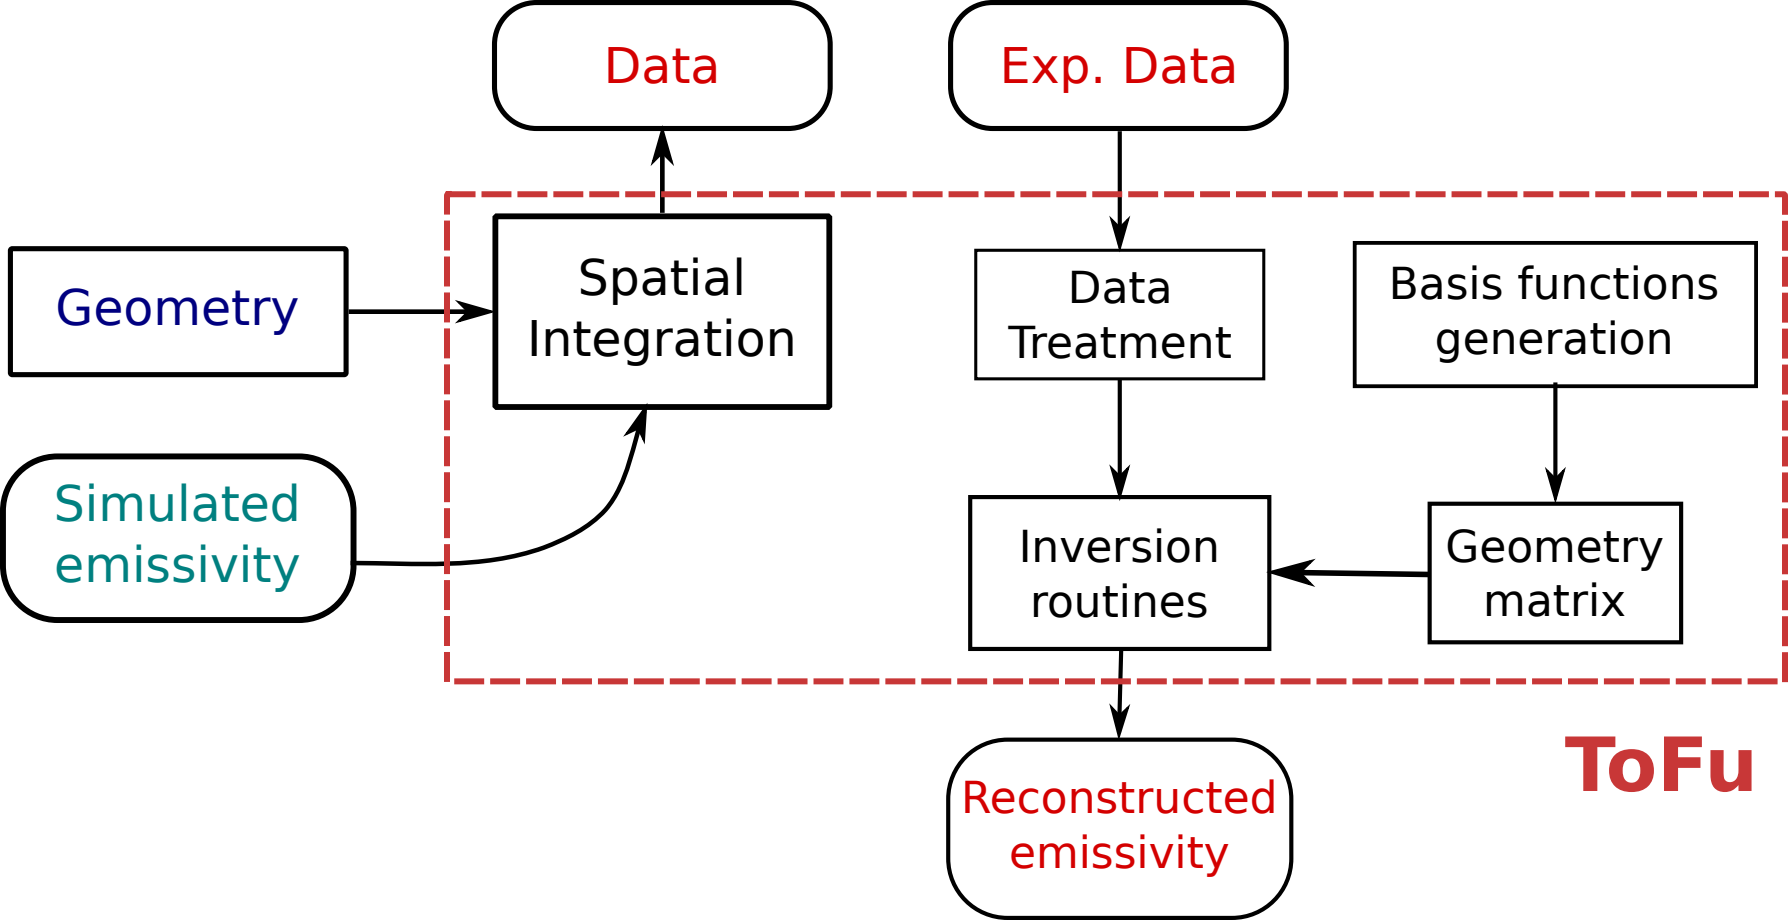 Data
Exp. Data
Geometry
Spatial
Integration
Data
Treatment
Basis functions
generation
Simulated
emissivity
Inversion
routines
Geometry
matrix
ToFu
Reconstructed
emissivity